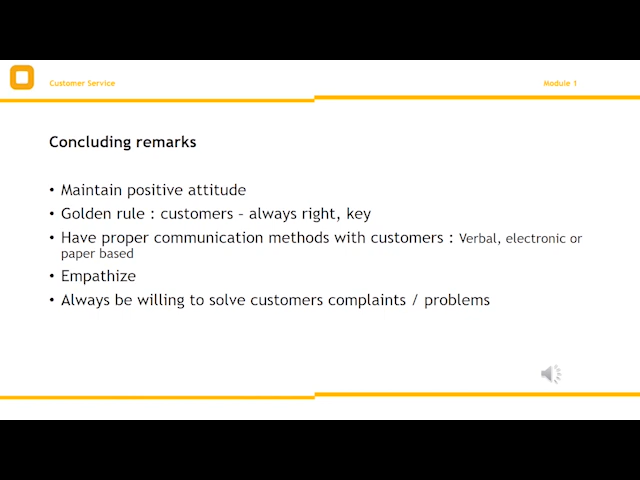 Customer Service
Module 1
Concluding remarks
• Maintain positive attitude
• Golden rule : customers – always right, key
• Have proper communication methods with customers : Verbal, electronic or
paper based
• Empathize
• Always be willing to solve customers complaints / problems